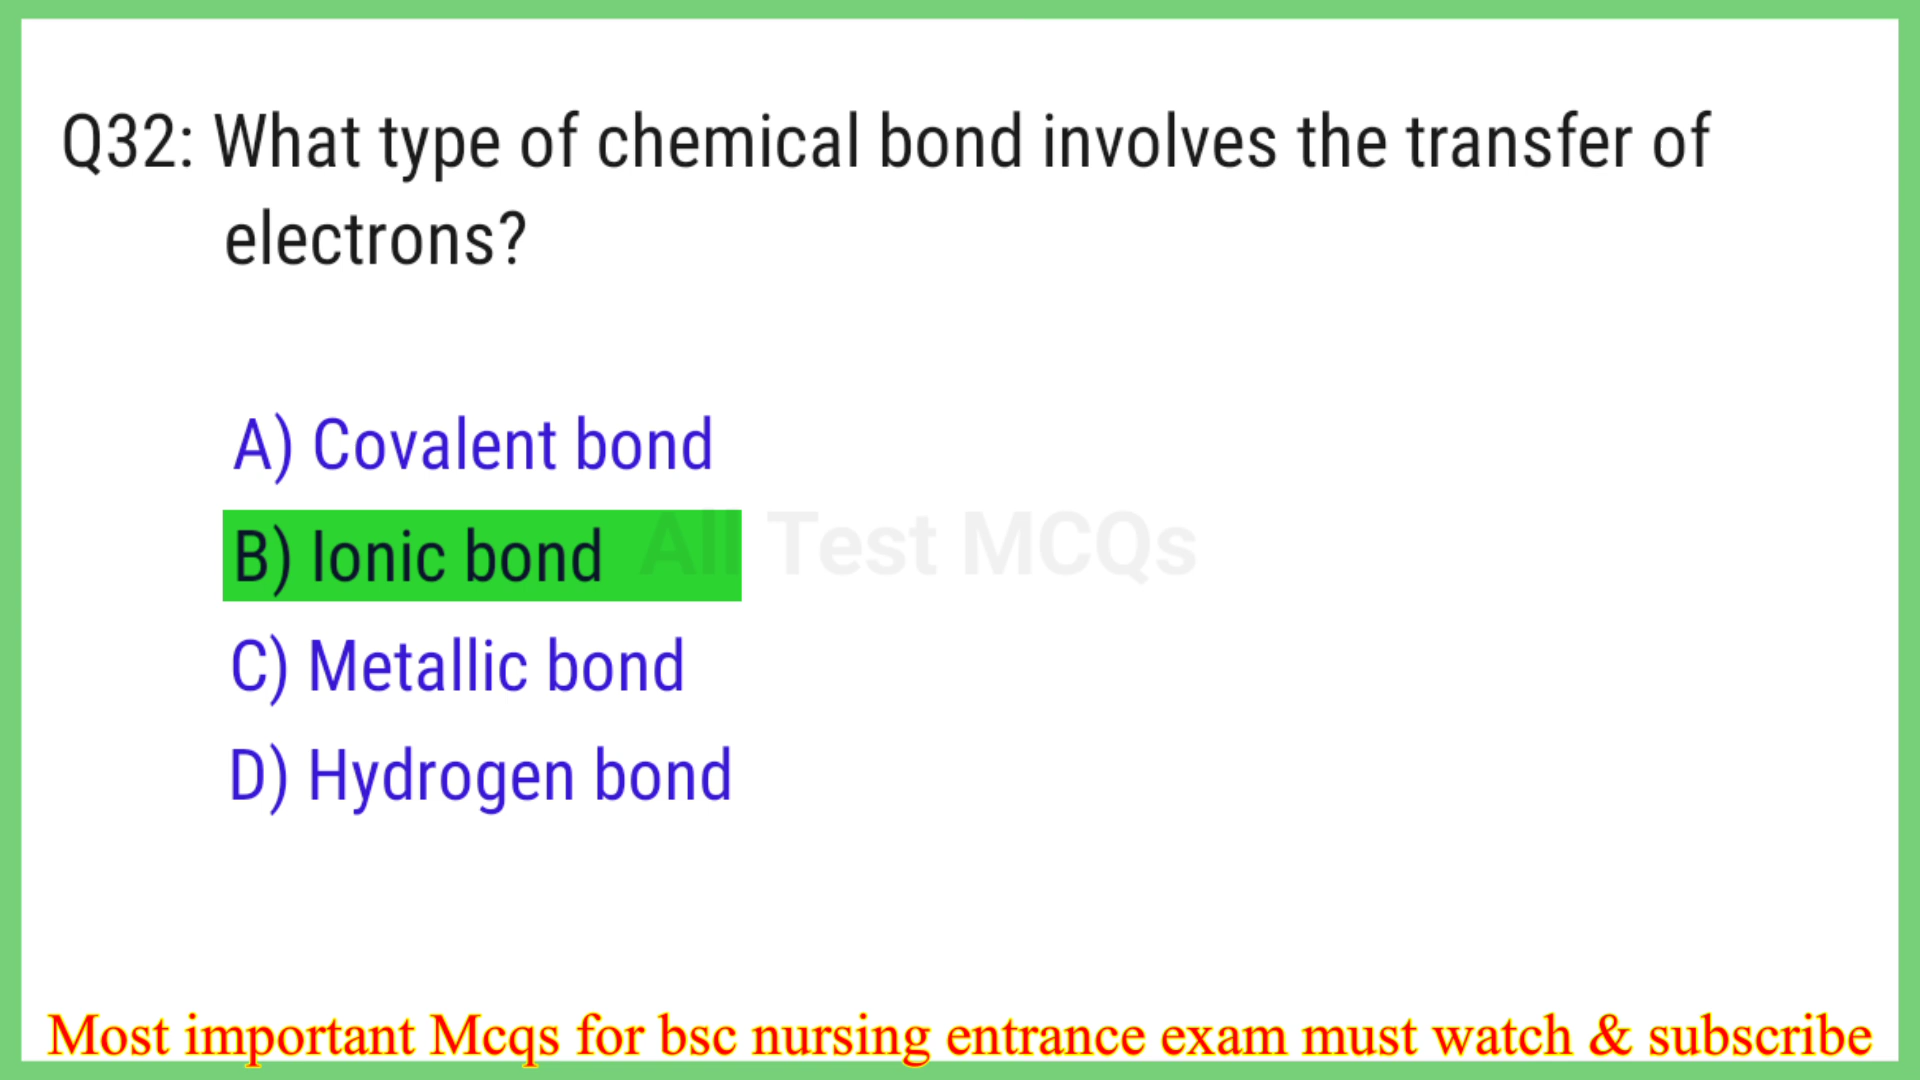 Q32: What type of chemical bond involves the transfer of
electrons?
A) Covalent bond
B) Ionic bond
All Test MCQs
C) Metallic bond
D) Hydrogen bond
Most important Mcqs for bsc nursing entrance exam must watch & subscribe